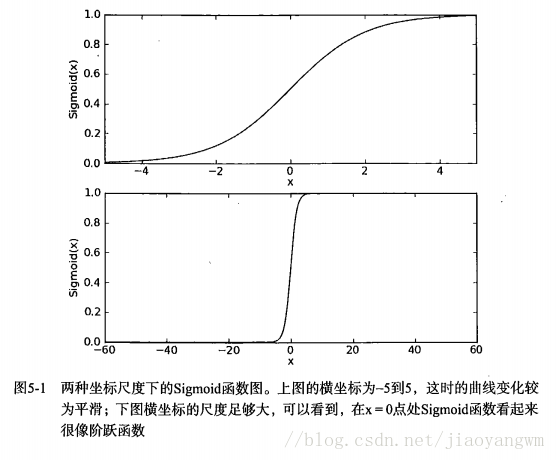 1.0
0.8
0.6
0.4
0.2
0.0
Sigmoid(x)
−4 −2 0 2 4
x
1.0
0.8
0.6
0.4
0.2
0.0
Sigmoid(x)
−60 −40 −20 0 20 40 60
x
图5-1 两种坐标尺度下的Sigmoid函数图。上图的横坐标为−5到5，这时的曲线变化较
为平滑；下图横坐标的尺度足够大，可以看到，在x = 0点处Sigmoid函数看起来
很像阶跃函数
//blog.csdn.net/jiaoyangwm